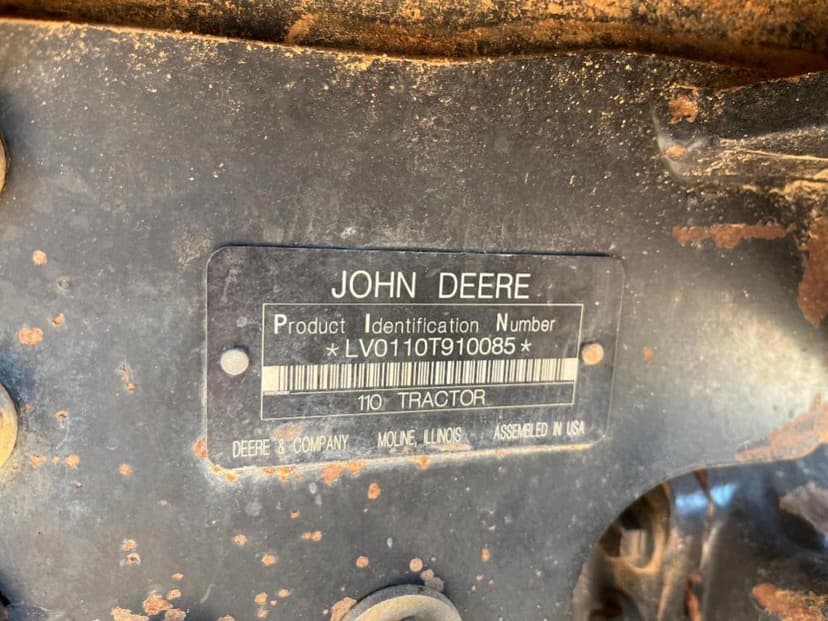 JOHN DEERE
Product Identification Number
*LV0110T910085*
110 TRACTOR
DEERE & COMPANY MOLINE, ILLINOIS ASSEMBLED IN USA